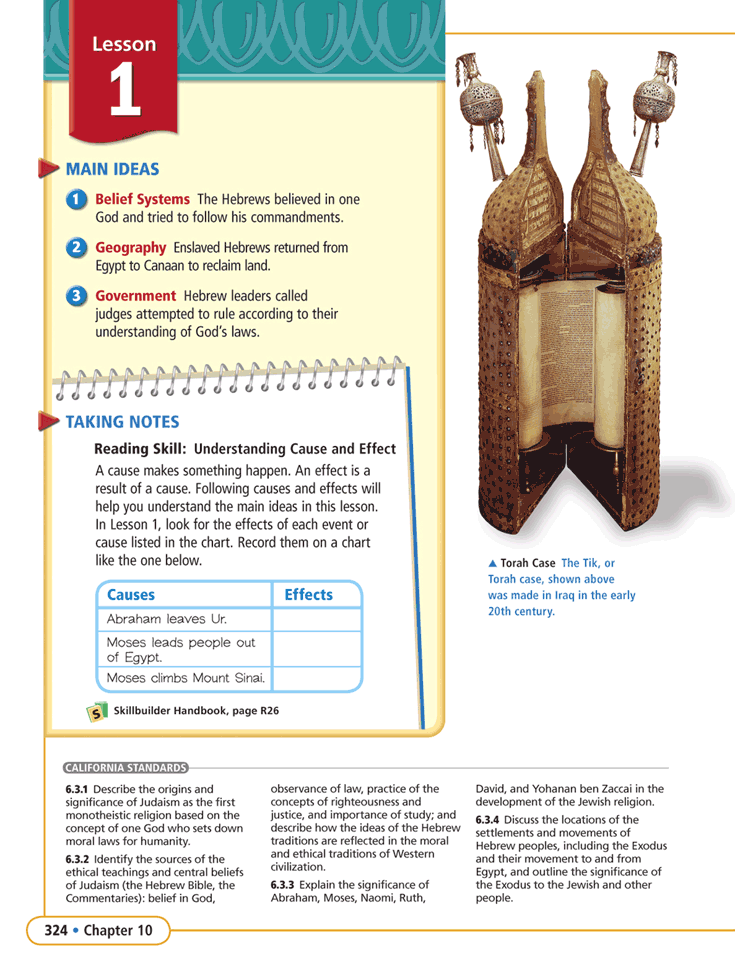 Lesson
1
MAIN IDEAS
1 Belief Systems The Hebrews believed in one
God and tried to follow his commandments.
2 Geography Enslaved Hebrews returned from
Egypt to Canaan to reclaim land.
3 Government Hebrew leaders called
judges attempted to rule according to their
understanding of God's laws.
TAKING NOTES
Reading Skill: Understanding Cause and Effect
A cause makes something happen. An effect is a
result of a cause. Following causes and effects will
help you understand the main ideas in this lesson.
In Lesson 1, look for the effects of each event or
cause listed in the chart. Record them on a chart
like the one below.
Causes Effects
Abraham leaves Ur.
Moses leads people out
of Egypt.
Moses climbs Mount Sinai.
S Skillbuilder Handbook, page R26
▲ Torah Case The Tik, or
Torah case, shown above
was made in Iraq in the early
20th century.
CALIFORNIA STANDARDS
6.3.1 Describe the origins and
significance of Judaism as the first
monotheistic religion based on the
concept of one God who sets down
moral laws for humanity.
6.3.2 Identify the sources of the
ethical teachings and central beliefs
of Judaism (the Hebrew Bible, the
Commentaries): belief in God,
observance of law, practice of the
concepts of righteousness and
justice, and importance of study; and
describe how the ideas of the Hebrew
traditions are reflected in the moral
and ethical traditions of Western
civilization.
6.3.3 Explain the significance of
Abraham, Moses, Naomi, Ruth,
David, and Yohanan ben Zaccai in the
development of the Jewish religion.
6.3.4 Discuss the locations of the
settlements and movements of
Hebrew peoples, including the Exodus
and their movement to and from
Egypt, and outline the significance of
the Exodus to the Jewish and other
people.
324 • Chapter 10